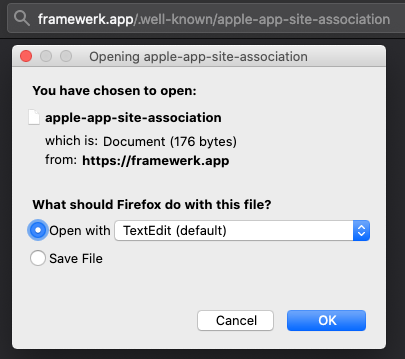 framewerk.app/.well-known/apple-app-site-association
Opening apple-app-site-association
You have chosen to open:
apple-app-site-association
which is: Document (176 bytes)
from: https://framewerk.app
What should Firefox do with this file?
Open with TextEdit (default)
Save File
Cancel OK